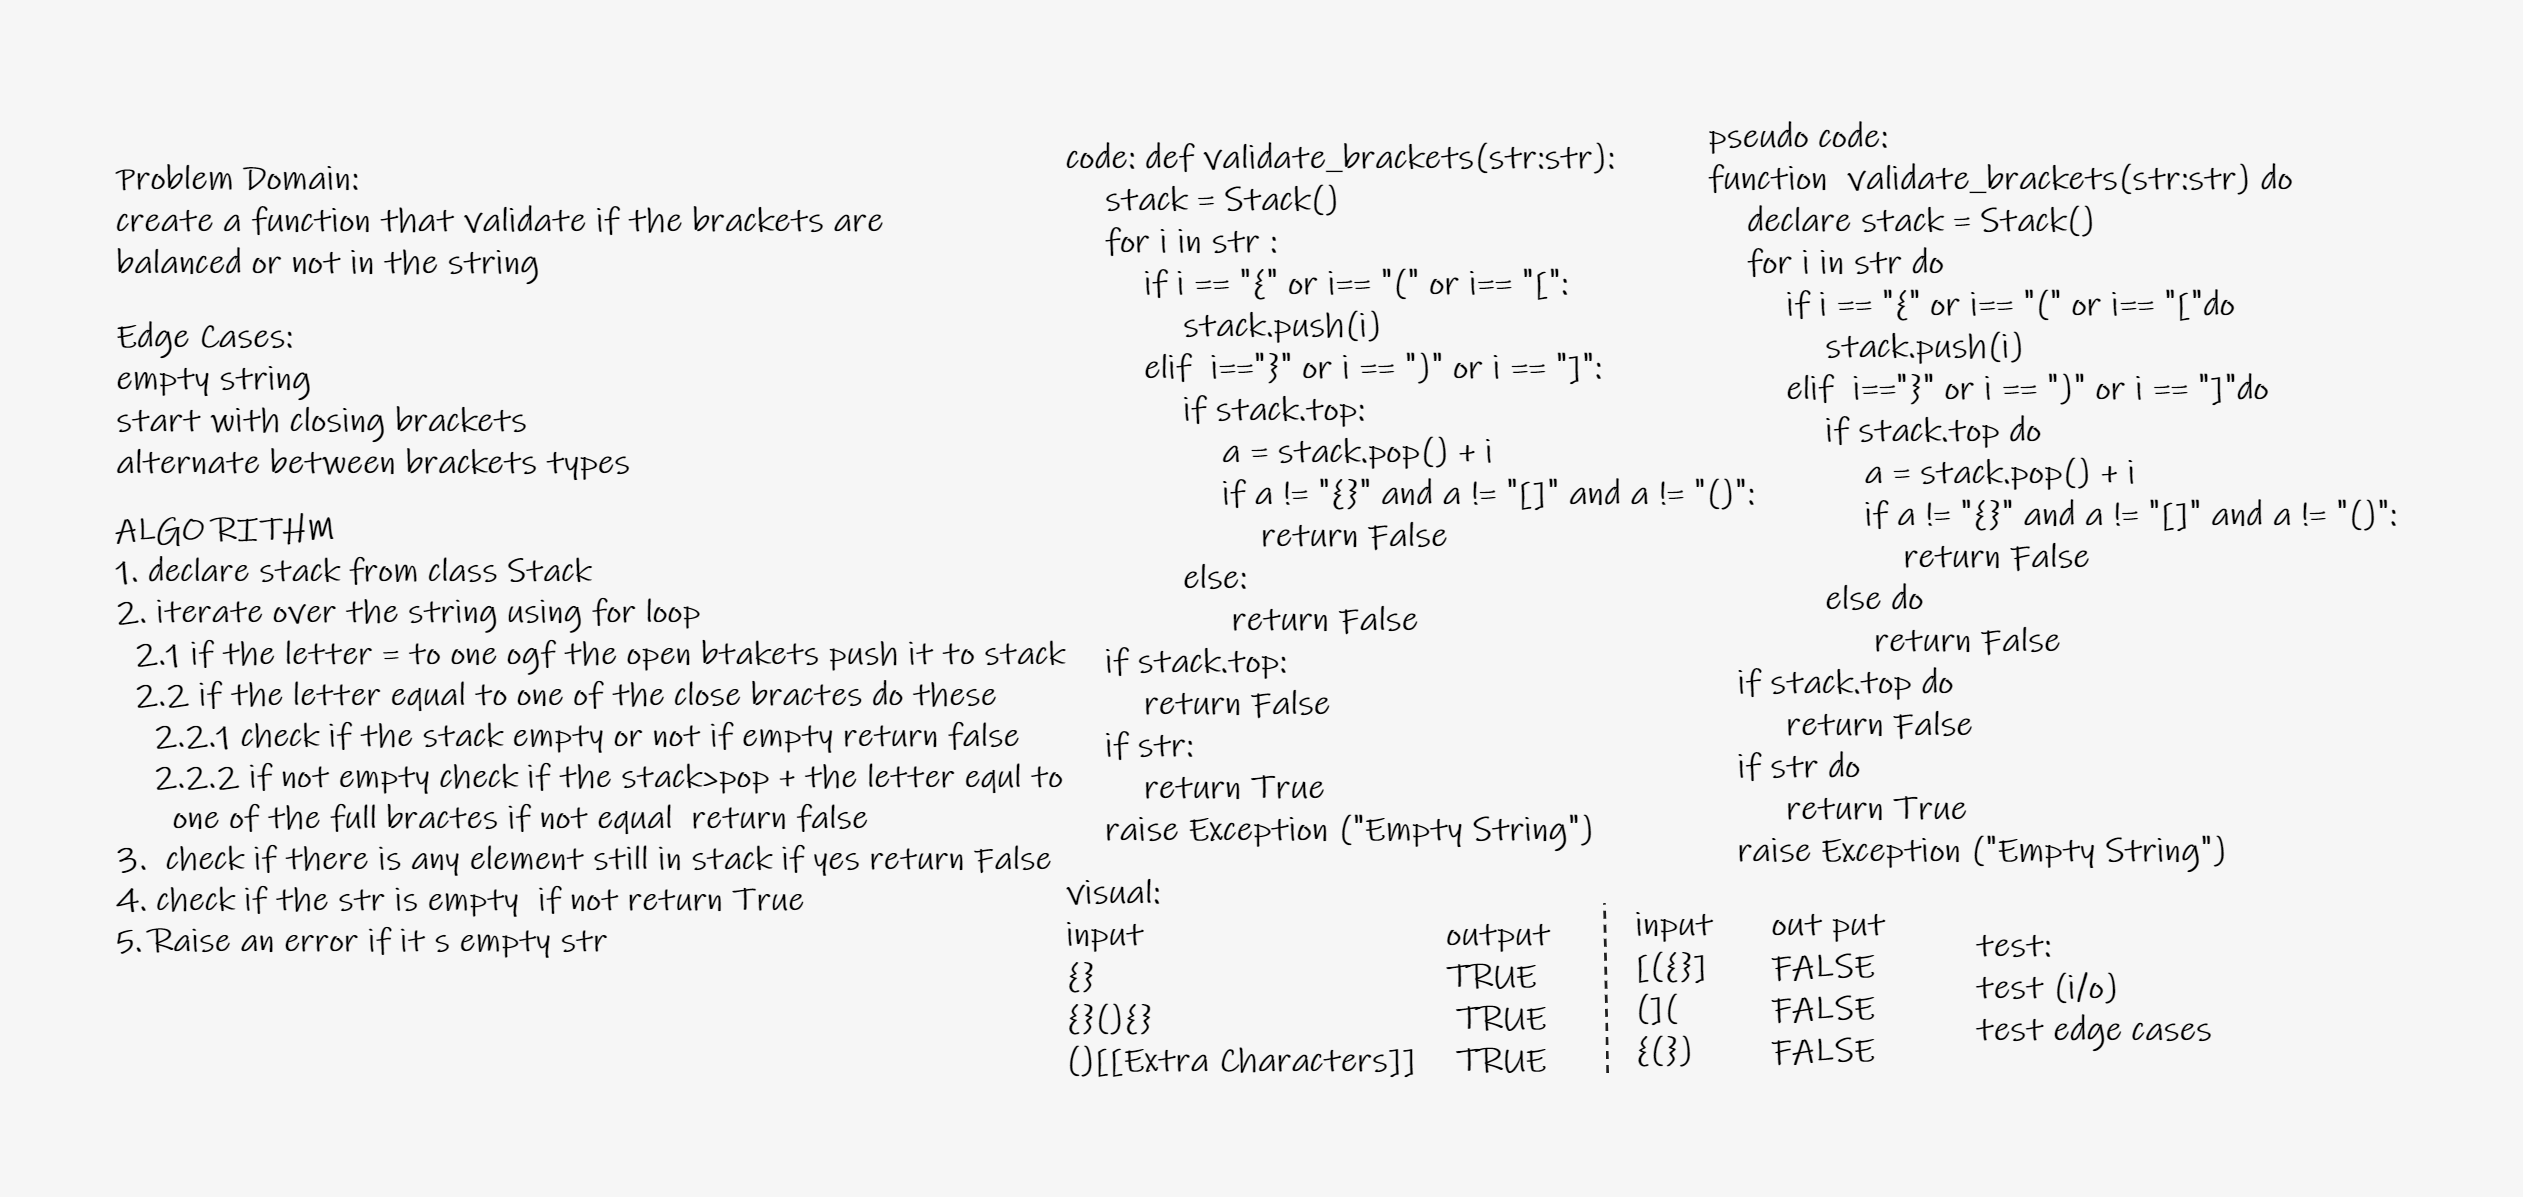 Problem Domain:
create a function that validate if the brackets are
balanced or not in the string
Edge Cases:
empty string
start with closing brackets
alternate between brackets types
ALGORITHM
1. declare stack from class Stack
2. iterate over the string using for loop
2.1 if the letter = to one ogf the open btakets push it to stack
2.2 if the letter equal to one of the close bractes do these
2.2.1 check if the stack empty or not if empty return false
2.2.2 if not empty check if the stack>pop + the letter equl to
one of the full bractes if not equal  return false
3.  check if there is any element still in stack if yes return False
4. check if the str is empty  if not return True
5. Raise an error if it s empty str
code: def validate_brackets(str:str):
stack = Stack()
for i in str :
if i == "{" or i== "(" or i== "[":
stack.push(i)
elif  i=="}" or i == ")" or i == "]":
if stack.top:
a = stack.pop() + i
if a != "{}" and a != "[]" and a != "()":
return False
else:
return False
if stack.top:
return False
if str:
return True
raise Exception ("Empty String")
pseudo code:
function  validate_brackets(str:str) do
declare stack = Stack()
for i in str do
if i == "{" or i== "(" or i== "["do
stack.push(i)
elif  i=="}" or i == ")" or i == "]"do
if stack.top do
a = stack.pop() + i
if a != "{}" and a != "[]" and a != "()":
return False
else do
return False
if stack.top do
return False
if str do
return True
raise Exception ("Empty String")
visual:
input output
{} TRUE
{}(){} TRUE
()[[Extra Characters]] TRUE
input out put
[({}] FALSE
(]( FALSE
{(}) FALSE
test:
test (i/o)
test edge cases